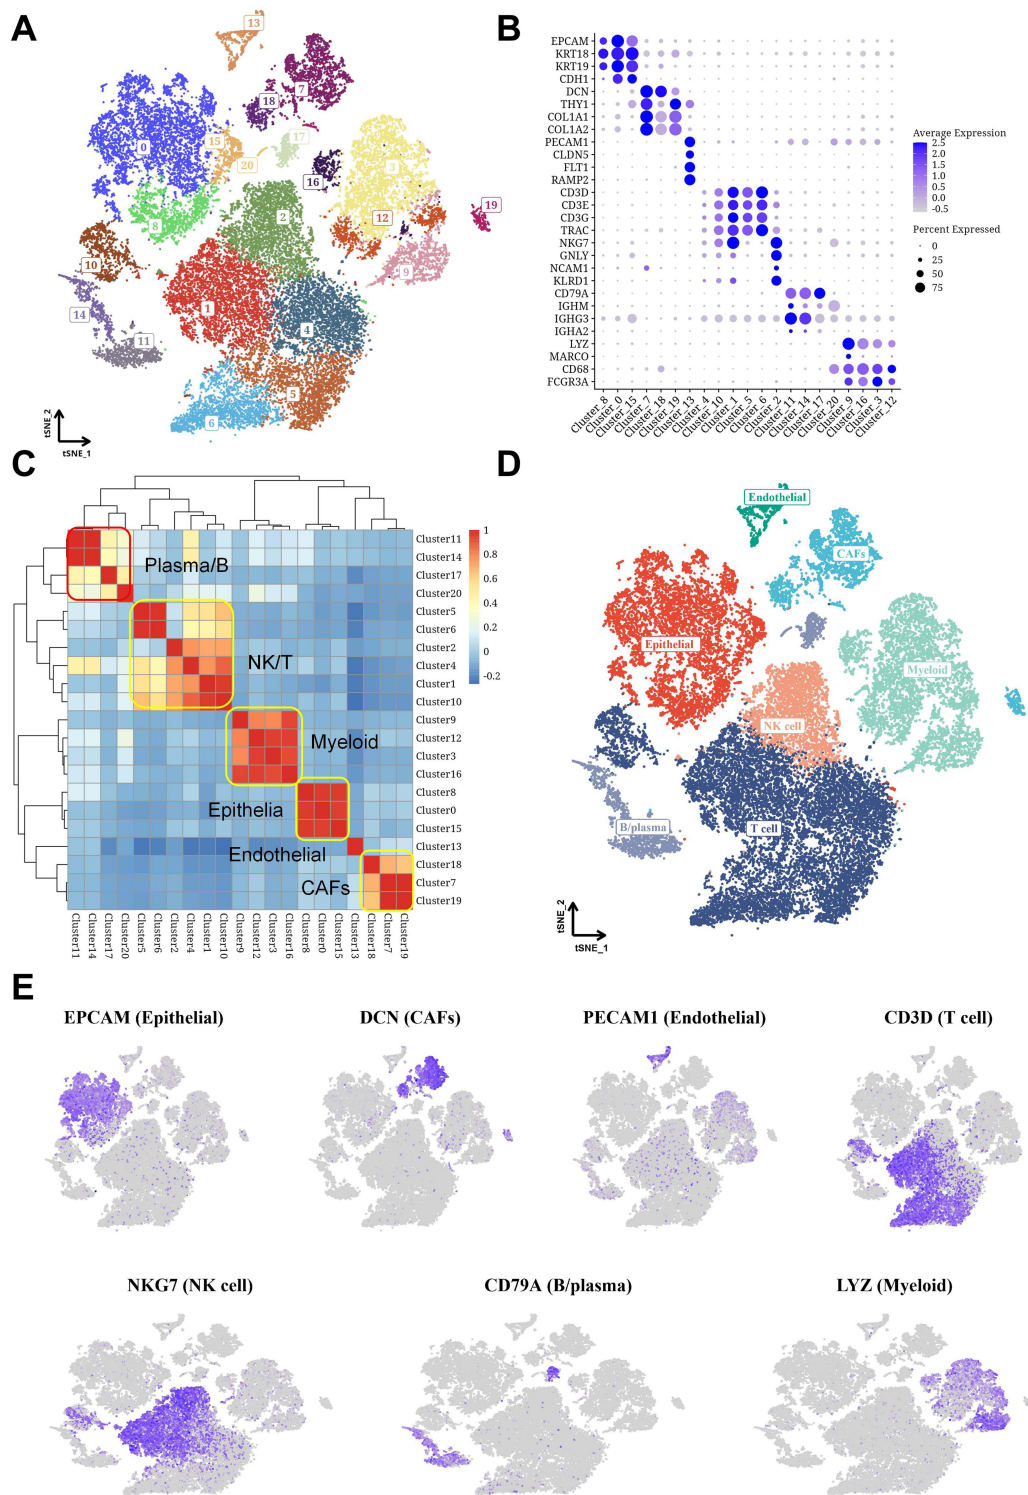 A
13
7
18
0
15
17
20
16
3
2
12
19
8
10
9
1
14
4
11
5
6
tSNE_2
tSNE_1
B
EPCAM
KRT18
KRT19
CDH1
DCN
THY1
COL1A1
COL1A2
PECAM1
CLDN5
FLT1
RAMP2
CD3D
CD3E
CD3G
TRAC
NKG7
GNLY
NCAM1
KLRD1
CD79A
IGHM
IGHG3
IGHA2
LYZ
MARCO
CD68
FCGR3A
Cluster_8
Cluster_0
Cluster_15
Cluster_7
Cluster_18
Cluster_19
Cluster_13
Cluster_4
Cluster_10
Cluster_1
Cluster_5
Cluster_6
Cluster_2
Cluster_11
Cluster_14
Cluster_17
Cluster_20
Cluster_9
Cluster_16
Cluster_3
Cluster_12
Average Expression
2.5
2.0
1.5
1.0
0.5
0.0
-0.5
Percent Expressed
0
25
50
75
C
Plasma/B
NK/T
Myeloid
Epithelia
Endothelial
CAFs
Cluster11
Cluster14
Cluster17
Cluster20
Cluster5
Cluster6
Cluster2
Cluster4
Cluster1
Cluster10
Cluster9
Cluster12
Cluster3
Cluster16
Cluster8
Cluster0
Cluster15
Cluster13
Cluster18
Cluster7
Cluster19
1
0.8
0.6
0.4
0.2
0
-0.2
Cluster11
Cluster14
Cluster17
Cluster20
Cluster5
Cluster6
Cluster2
Cluster4
Cluster1
Cluster10
Cluster9
Cluster12
Cluster3
Cluster16
Cluster8
Cluster0
Cluster15
Cluster13
Cluster18
Cluster7
Cluster19
D
Endothelial
CAFs
Epithelial
Myeloid
NK cell
B/plasma
T cell
tSNE_2
tSNE_1
E
EPCAM (Epithelial)
DCN (CAFs)
PECAM1 (Endothelial)
CD3D (T cell)
NKG7 (NK cell)
CD79A (B/plasma)
LYZ (Myeloid)